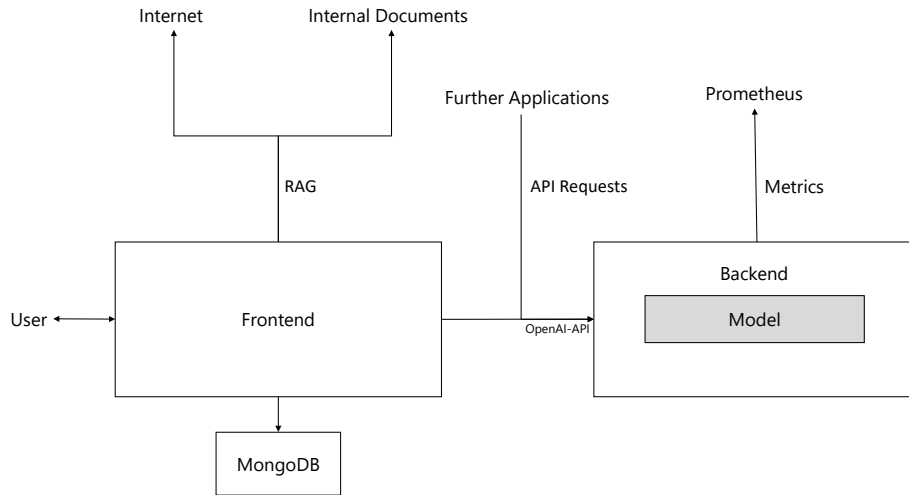 Internet
Internal Documents
Further Applications
Prometheus
RAG
API Requests
Metrics
User
Frontend
OpenAI-API
Backend
Model
MongoDB